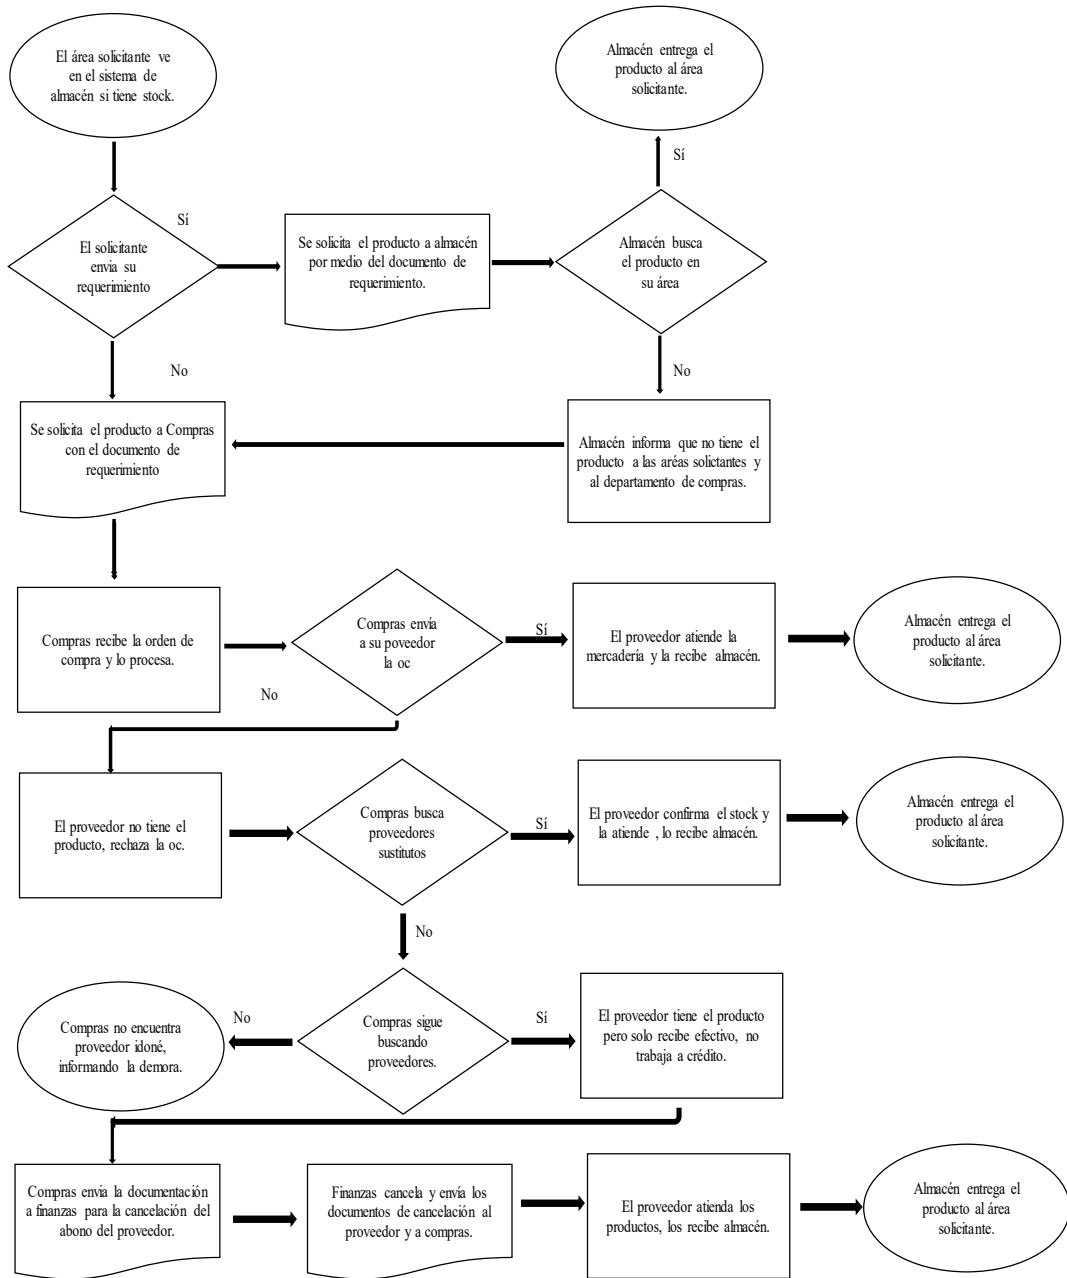 El área solicitante ve
en el sistema de
almacén si tiene stock.
Almacén entrega el
producto al área
solicitante.
Sí
Sí
El solicitante
envia su
requerimiento
Se solicita el producto a almacén
por medio del documento de
requerimiento.
Almacén busca
el producto en
su área
No
No
Se solicita el producto a Compras
con el documento de
requerimiento
Almacén informa que no tiene el
producto a las aréas solictantes y
al departamento de compras.
Compras recibe la orden de
compra y lo procesa.
Compras envía
a su poveedor
la oc
Sí
El proveedor atiende la
mercadería y la recibe almacén.
Almacén entrega el
producto al área
solicitante.
No
El proveedor no tiene el
producto, rechaza la oc.
Compras busca
proveedores
sustitutos
Sí
El proveedor confirma el stock y
la atiende , lo recibe almacén.
Almacén entrega el
producto al área
solicitante.
No
Compras no encuentra
proveedor idoné,
informando la demora.
No
Compras sigue
buscando
proveedores.
Sí
El proveedor tiene el producto
pero solo recibe efectivo, no
trabaja a crédito.
Compras envia la documentación
a finanzas para la cancelación del
abono del proveedor.
Finanzas cancela y envía los
documentos de cancelación al
proveedor y a compras.
El proveedor atienda los
productos, los recibe almacén.
Almacén entrega el
producto al área
solicitante.